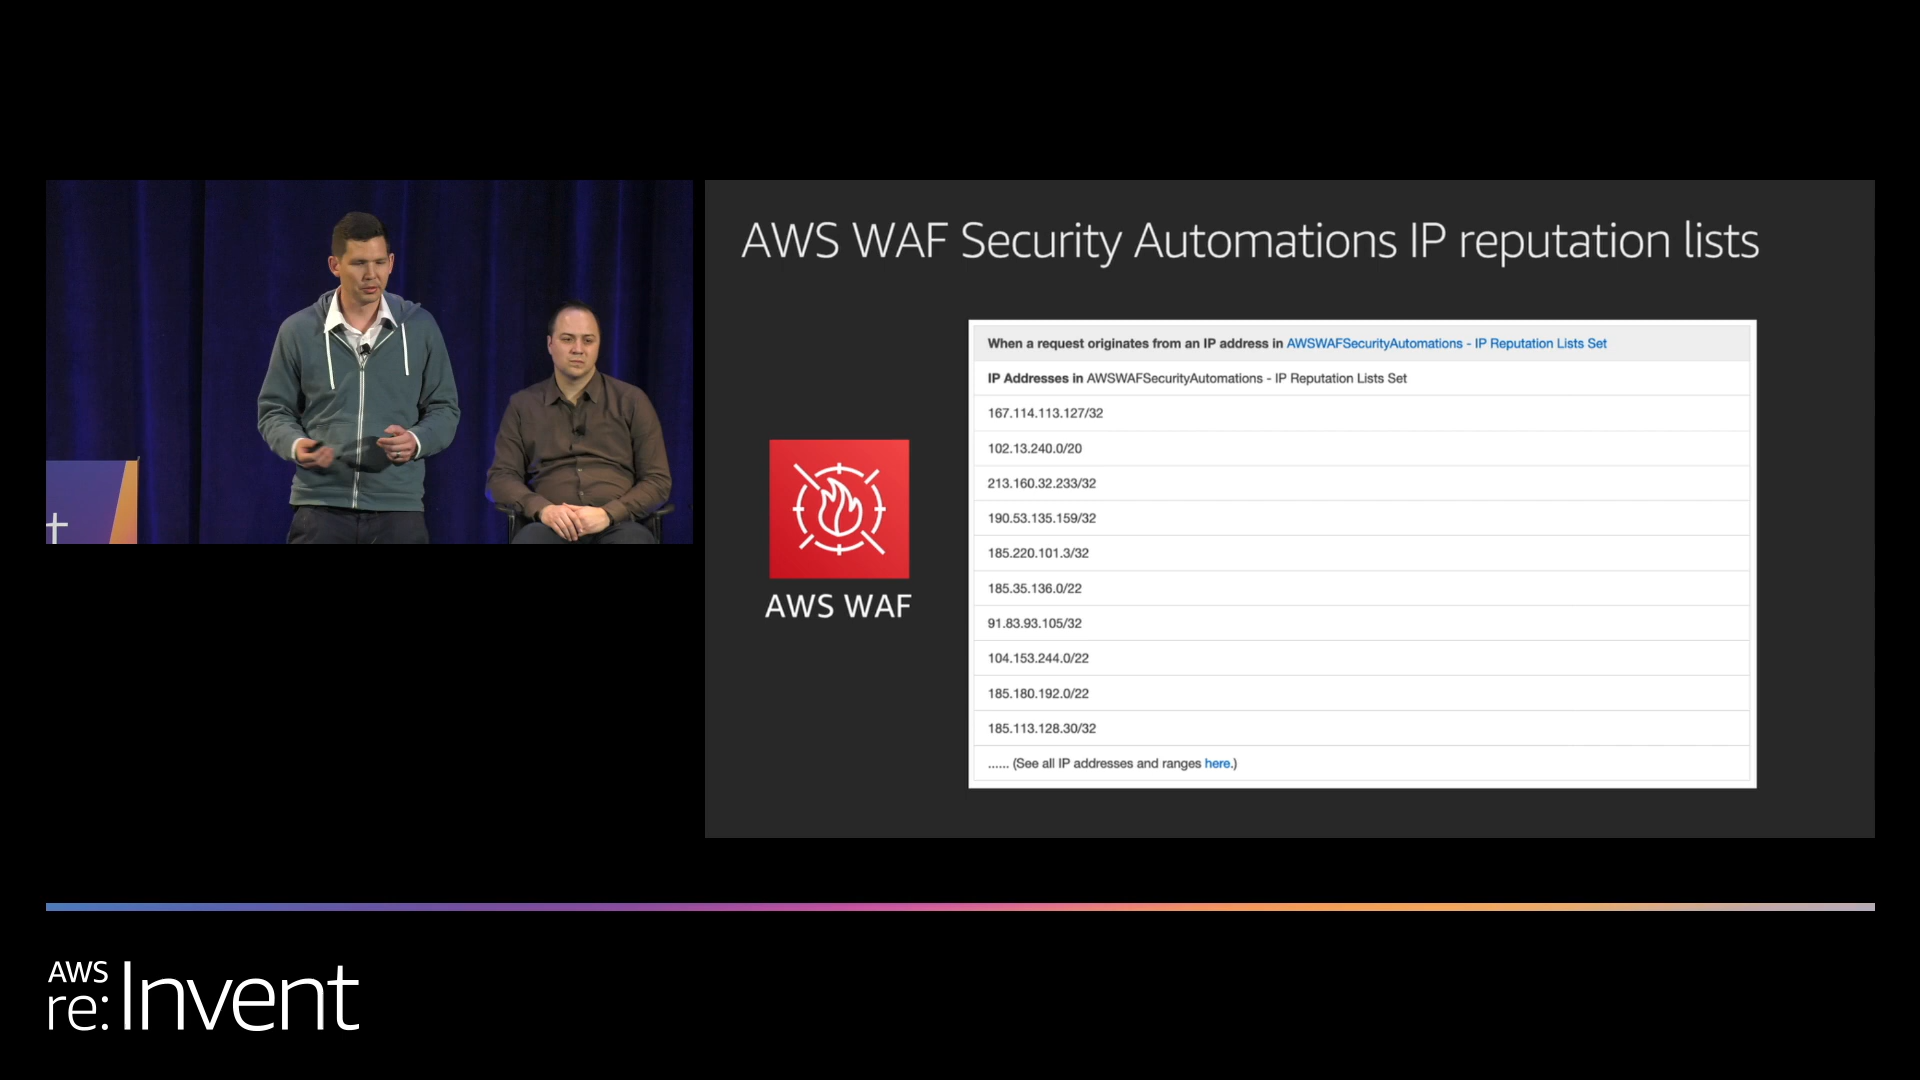 AWS WAF Security Automations IP reputation lists
When a request originates from an IP address in AWSWAFSecurityAutomations - IP Reputation Lists Set
IP Addresses in AWSWAFSecurityAutomations - IP Reputation Lists Set
167.114.113.127/32
102.13.240.0/20
213.160.32.233/32
190.53.135.159/32
185.220.101.3/32
185.35.136.0/22
91.83.93.105/32
104.153.244.0/22
185.180.192.0/22
185.113.128.30/32
...... (See all IP addresses and ranges here.)
AWS WAF
t
AWS
re:Invent